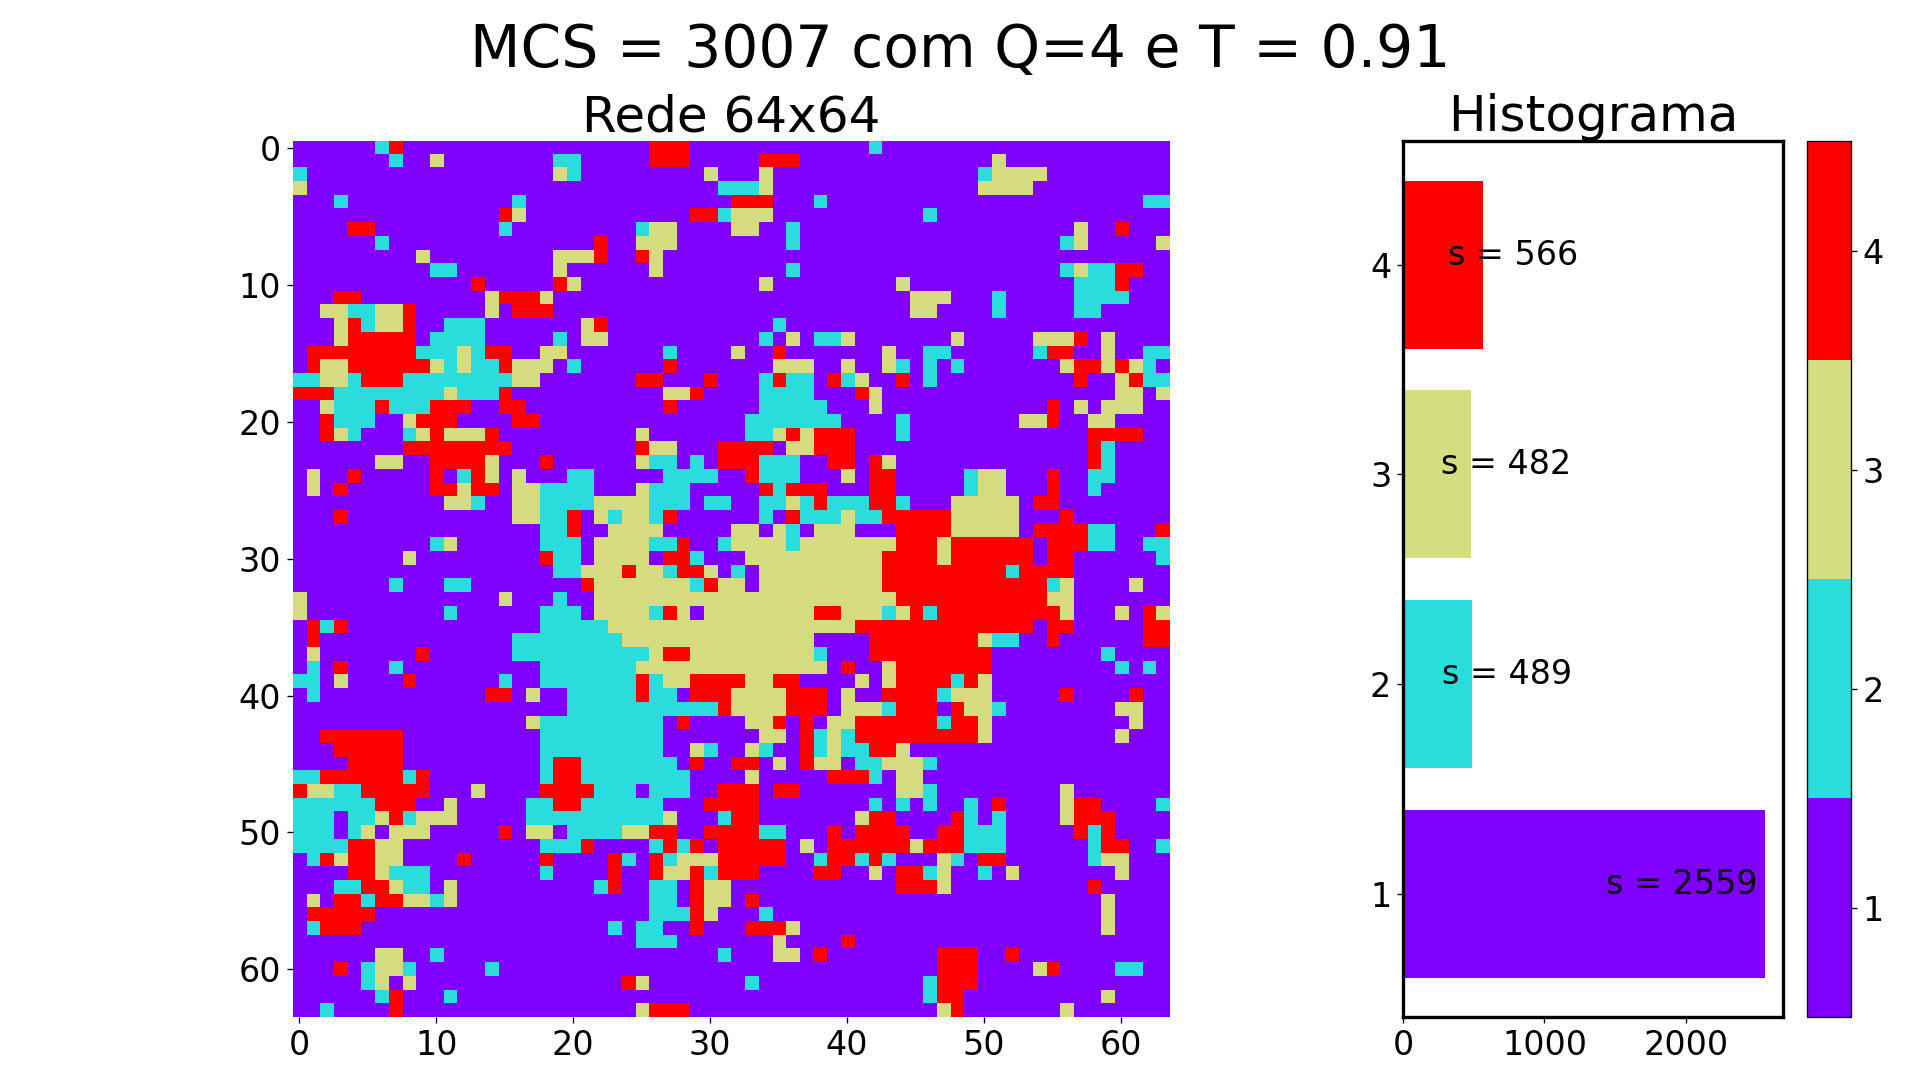 MCS = 3007 com Q=4 e T = 0.91
Rede 64x64
0
10
20
30
40
50
60
0 10 20 30 40 50 60
Histograma
4
s = 566
3
s = 482
2
s = 489
1
s = 2559
0 1000 2000
4
3
2
1